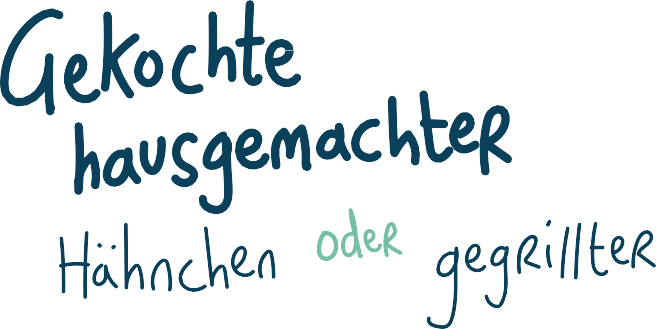 Gekochte
hausgemachter
Hähnchen oder gegrillter